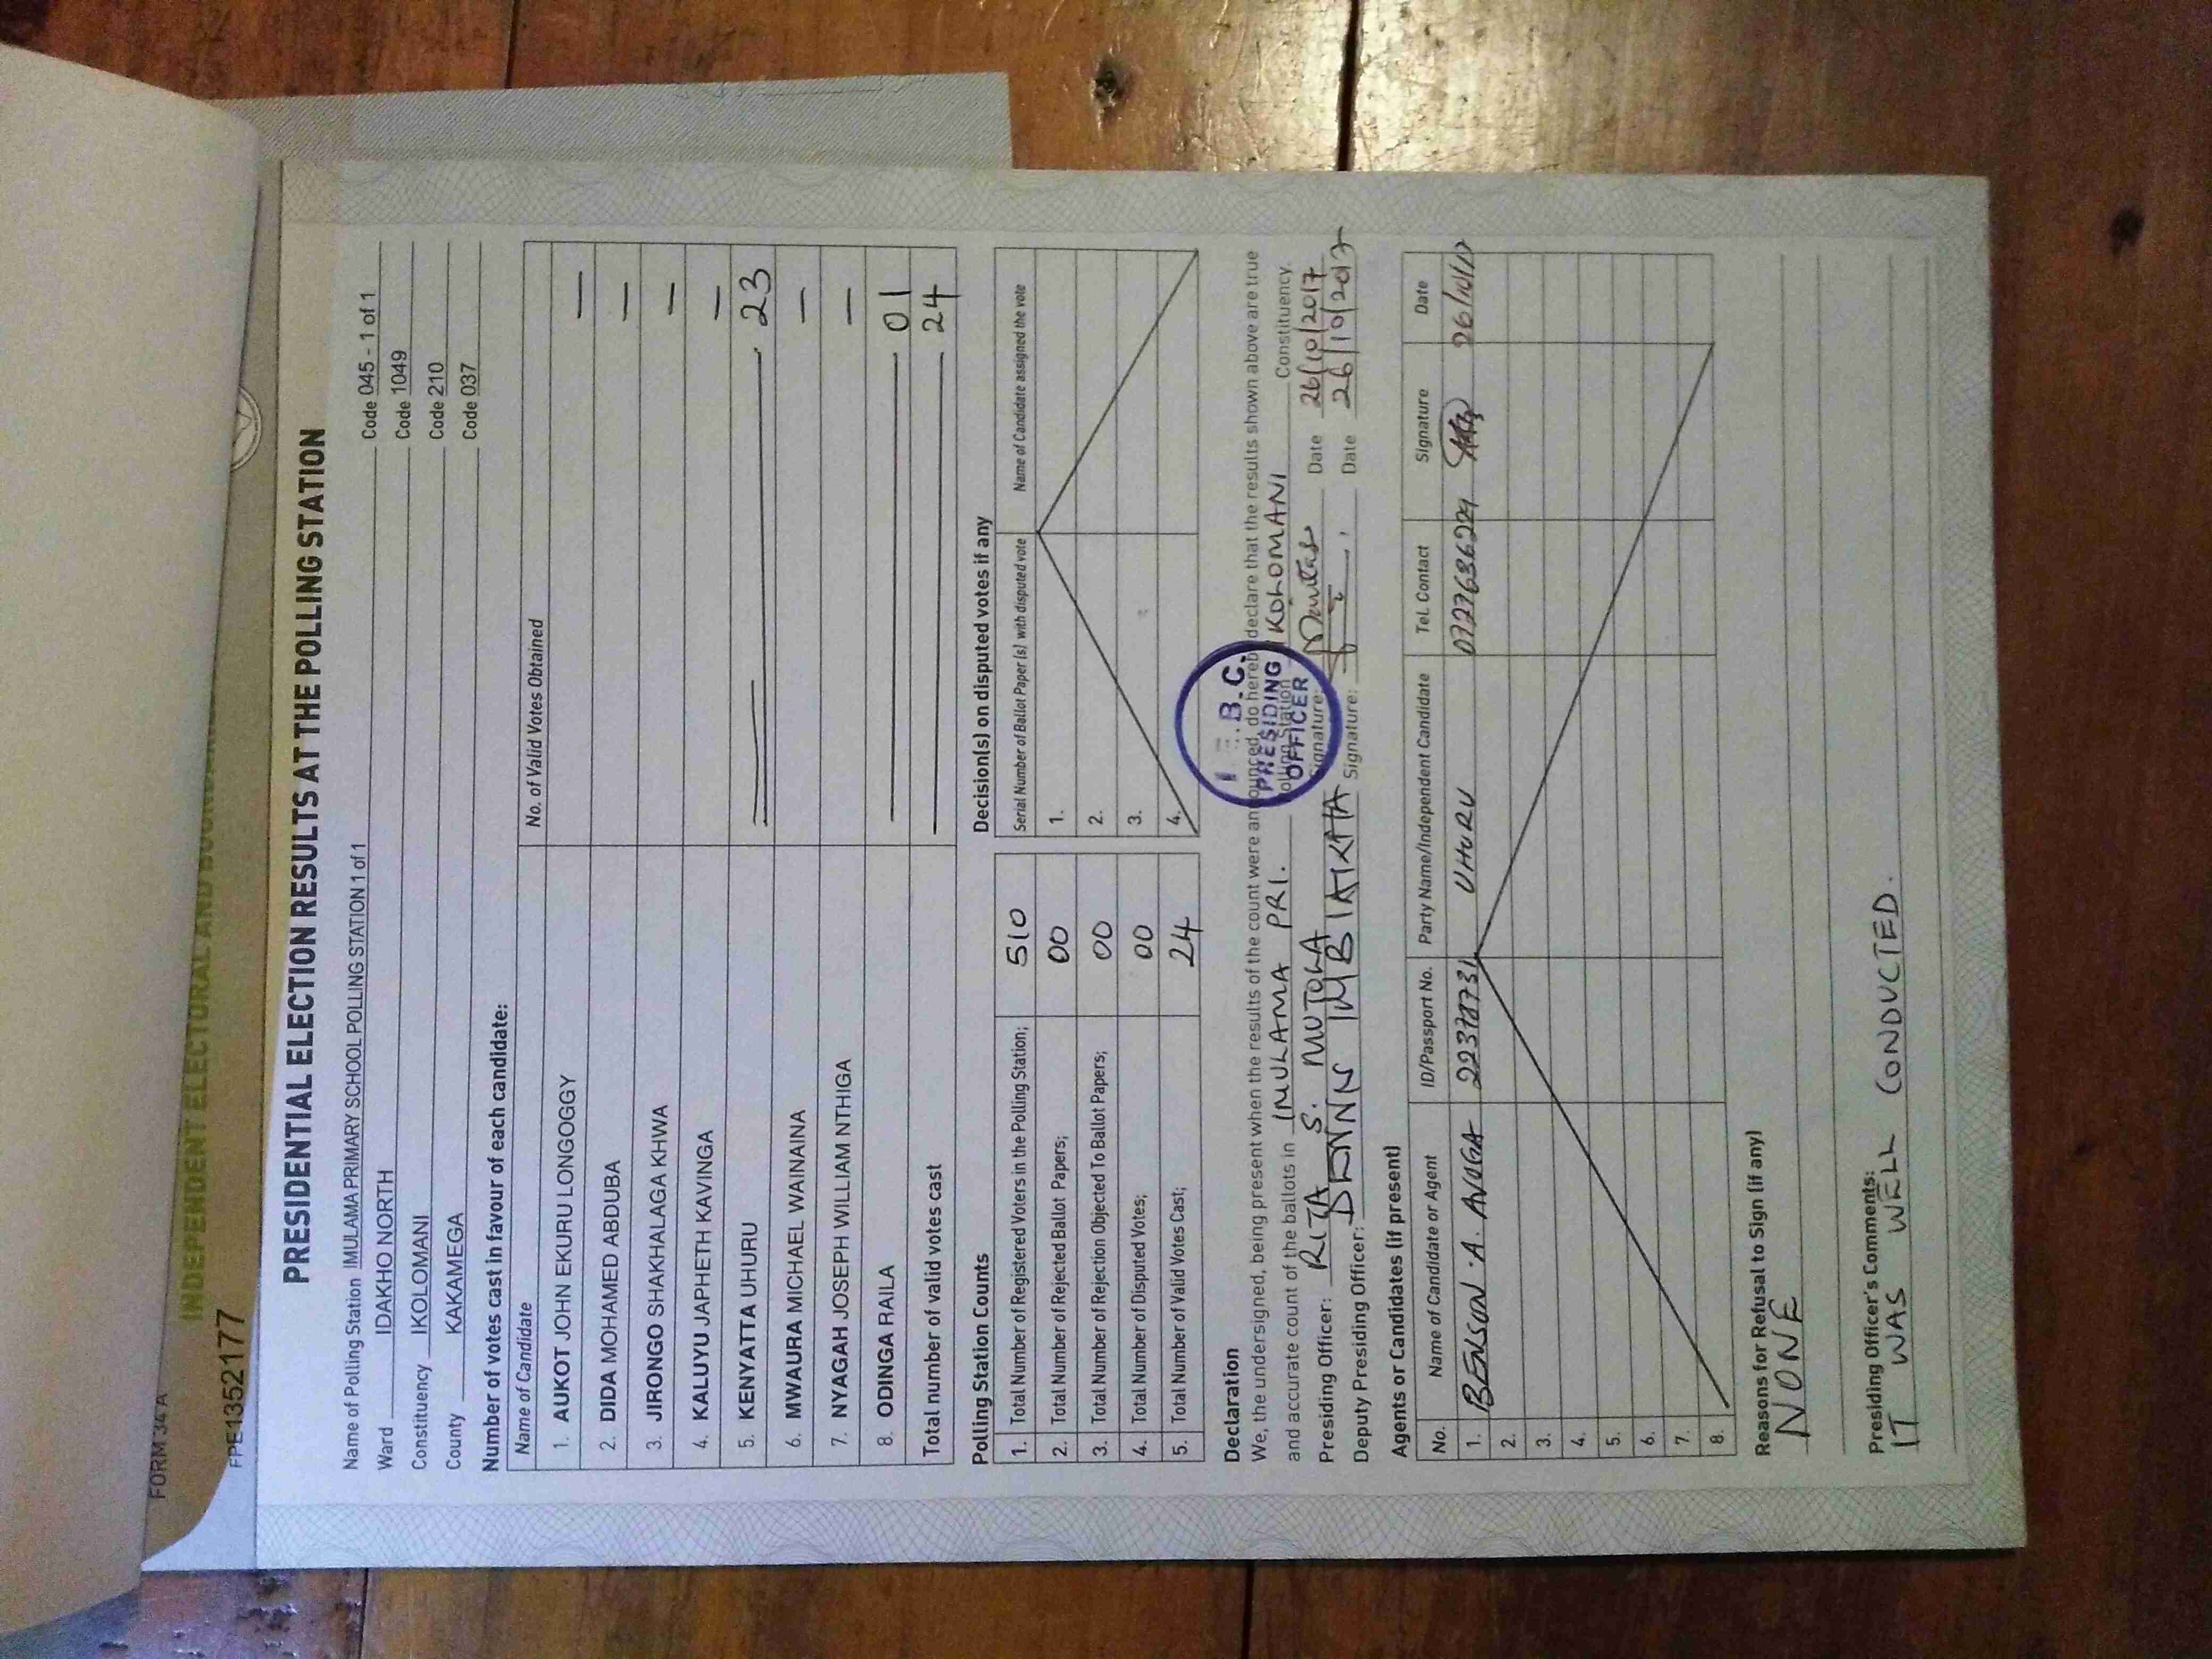 FORM 34 A
INDEPENDENT ELECTORAL AND
FPE1352177
PRESIDENTIAL ELECTION RESULTS AT THE POLLING STATION
Name of Polling Station IMULAMA PRIMARY SCHOOL POLLING STATION 1 of 1 Code 045 - 1 of 1
Ward IDAKHO NORTH Code 1049
Constituency IKOLOMANI Code 210
County KAKAMEGA Code 037
Number of votes cast in favour of each candidate:
Name of Candidate No. of Valid Votes Obtained
1. AUKOT JOHN EKURU LONGOGGY —
2. DIDA MOHAMED ABDUBA —
3. JIRONGO SHAKHALAGA KHWA —
4. KALUYU JAPHETH KAVINGA —
5. KENYATTA UHURU 23
6. MWAURA MICHAEL WAINAINA —
7. NYAGAH JOSEPH WILLIAM NTHIGA —
8. ODINGA RAILA 01
Total number of valid votes cast 24
Polling Station Counts
1. Total Number of Registered Voters in the Polling Station; 510
2. Total Number of Rejected Ballot Papers; 00
3. Total Number of Rejection Objected To Ballot Papers; 00
4. Total Number of Disputed Votes; 00
5. Total Number of Valid Votes Cast; 24
Decision(s) on disputed votes if any
Serial Number of Ballot Paper (s) with disputed vote Name of Candidate assigned the vote
1.
2.
3.
4.
Declaration
We, the undersigned, being present when the results of the count were announced, do hereby declare that the results shown above are true
and accurate count of the ballots in IMULAMA PRI. Polling Station IKOLOMANI Constituency.
Presiding Officer: RITA S. MUTOLA Signature: Date 26/10/2017
Deputy Presiding Officer: DENNIS Signature: Date 26/10/2017
B.C.
PRESIDING
OFFICER
Agents or Candidates (if present)
No. Name of Candidate or Agent ID/Passport No. Party Name/Independent Candidate Tel. Contact Signature Date
1. BENSON .A. AVUGA 22378731 UHURU 0727636224 26/10/17
2.
3.
4.
5.
6.
7.
8.
Reasons for Refusal to Sign (if any)
NONE
Presiding Officer's Comments:
IT WAS WELL CONDUCTED.